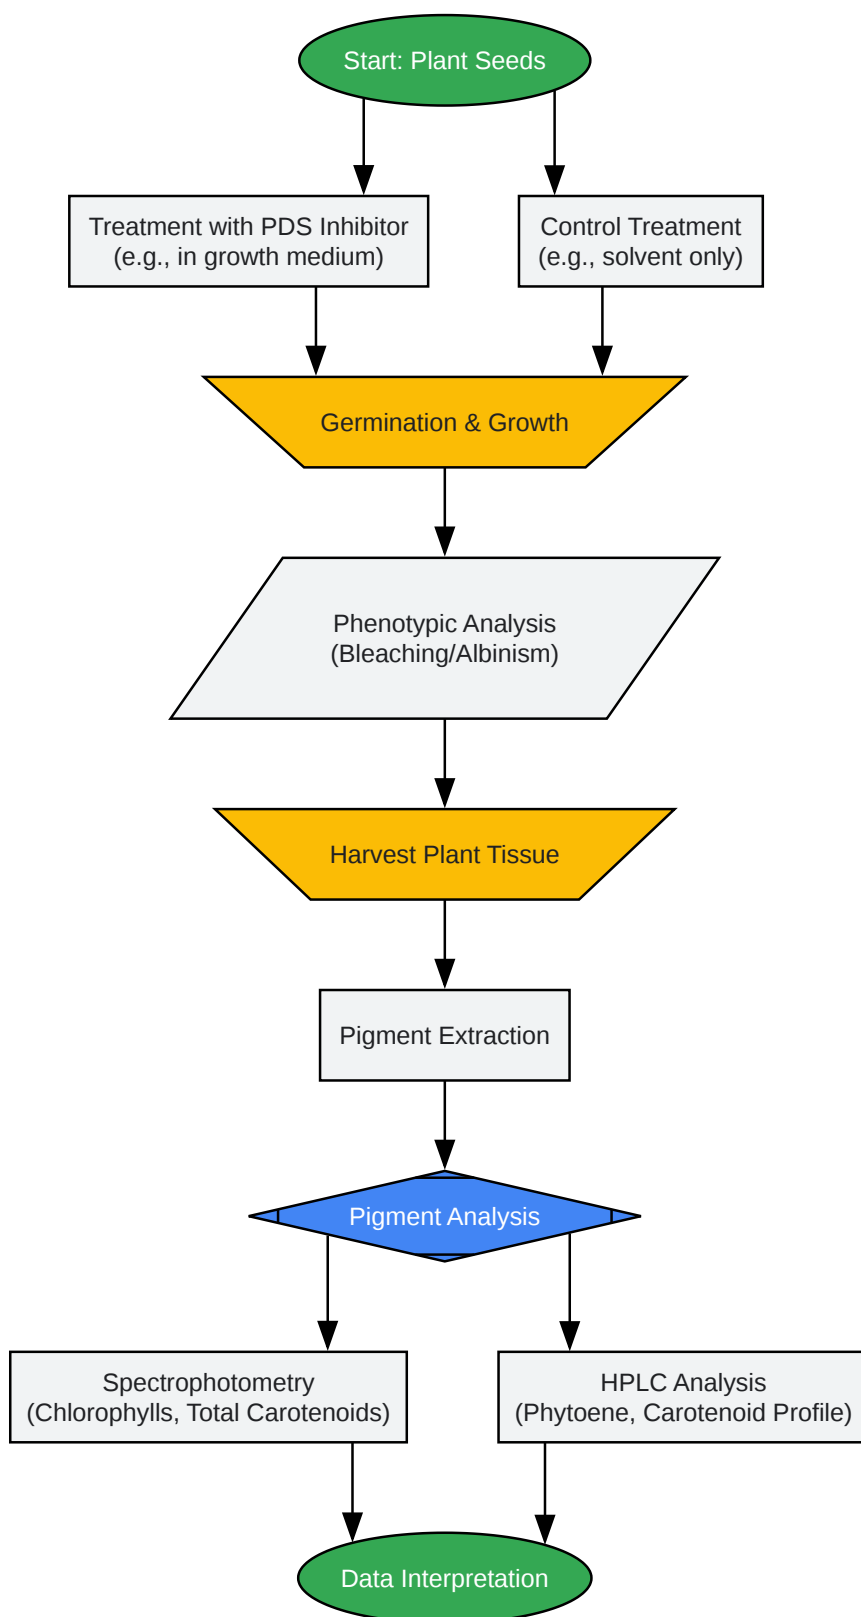 Start: Plant Seeds
Treatment with PDS Inhibitor
(e.g., in growth medium)
Control Treatment
(e.g., solvent only)
Germination & Growth
Phenotypic Analysis
(Bleaching/Albinism)
Harvest Plant Tissue
Pigment Extraction
Pigment Analysis
Spectrophotometry
(Chlorophylls, Total Carotenoids)
HPLC Analysis
(Phytoene, Carotenoid Profile)
Data Interpretation